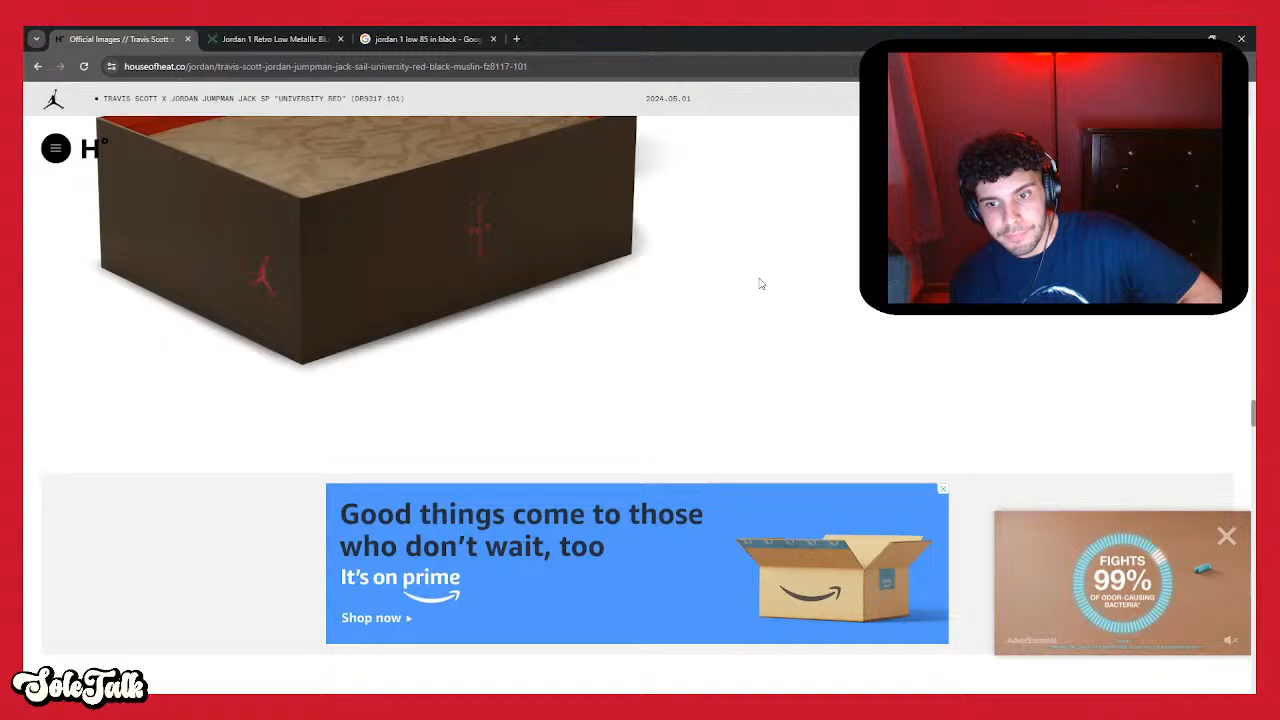 Official Images // Travis Scott x
Jordan 1 Retro Low Metallic Blu
jordan 1 low 85 in black - Goog
houseofheat.co/jordan/travis-scott-jordan-jumpman-jack-sail-university-red-black-muslin-fz8117-101
• TRAVIS SCOTT X JORDAN JUMPMAN JACK SP "UNIVERSITY RED" (DR9317-101)
2024.05.01
H°
Good things come to those
who don't wait, too
It's on prime
Shop now ▸
FIGHTS
99%
OF ODOR-CAUSING
BACTERIA*
Advertisement
SoleTalk